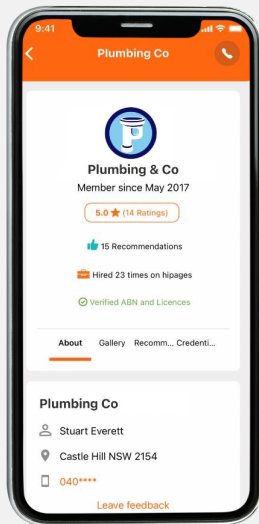 9:41
Plumbing Co
P
Plumbing & Co
Member since May 2017
5.0 ★ (14 Ratings)
15 Recommendations
Hired 23 times on hipages
Verified ABN and Licences
About Gallery Recomm... Credenti...
Plumbing Co
Stuart Everett
Castle Hill NSW 2154
040****
Leave feedback